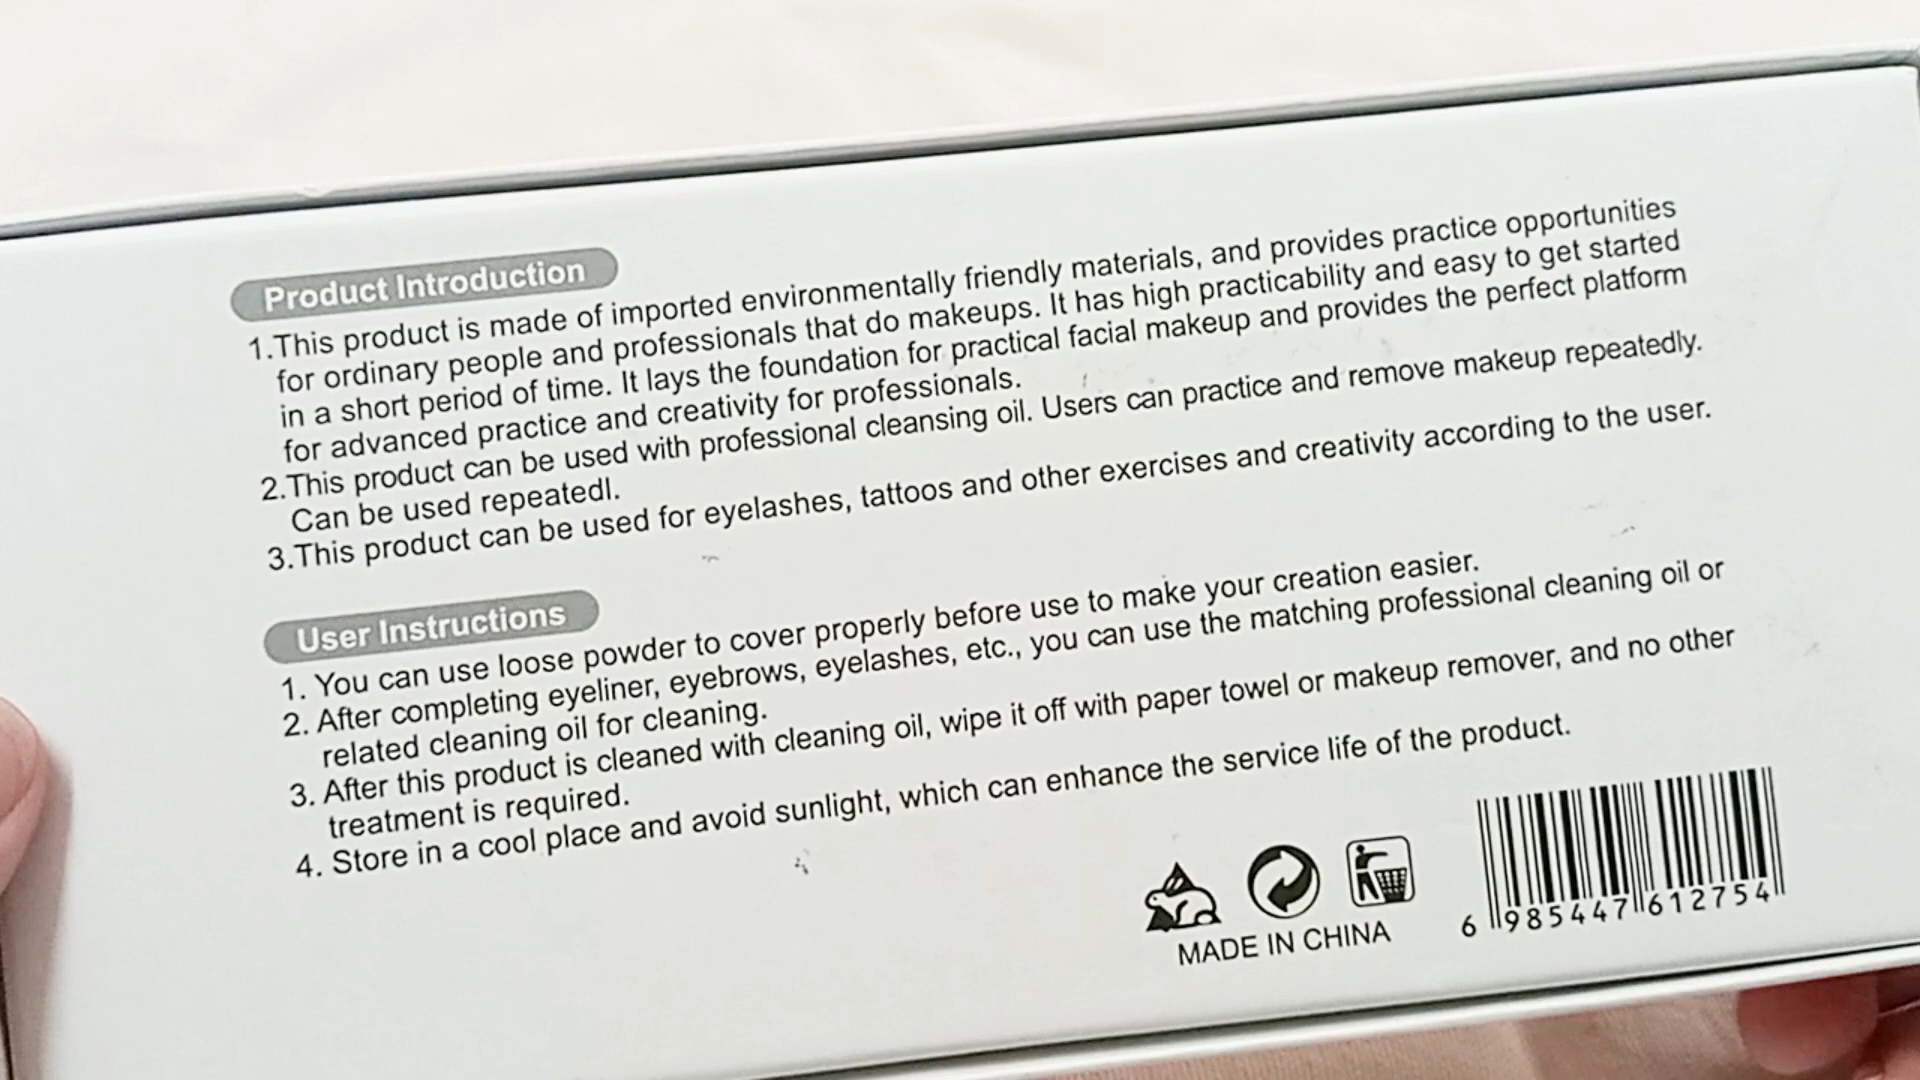 Product Introduction
1.This product is made of imported environmentally friendly materials, and provides practice opportunities
for ordinary people and professionals that do makeups. It has high practicability and easy to get started
in a short period of time. It lays the foundation for practical facial makeup and provides the perfect platform
for advanced practice and creativity for professionals.
2.This product can be used with professional cleansing oil. Users can practice and remove makeup repeatedly.
Can be used repeatedl.
3.This product can be used for eyelashes, tattoos and other exercises and creativity according to the user.
User Instructions
1. You can use loose powder to cover properly before use to make your creation easier.
2. After completing eyeliner, eyebrows, eyelashes, etc., you can use the matching professional cleaning oil or
related cleaning oil for cleaning.
3. After this product is cleaned with cleaning oil, wipe it off with paper towel or makeup remover, and no other
treatment is required.
4. Store in a cool place and avoid sunlight, which can enhance the service life of the product.
MADE IN CHINA
6 985447 612754